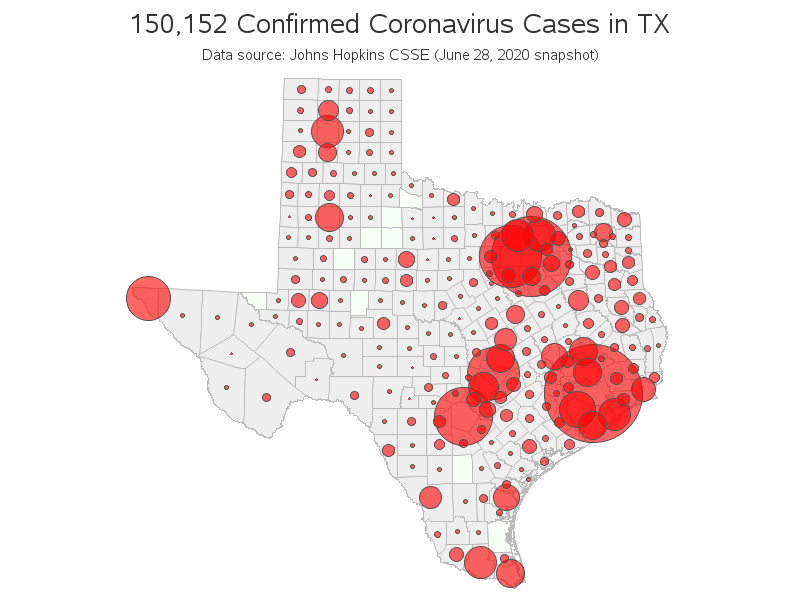 150,152 Confirmed Coronavirus Cases in TX
Data source: Johns Hopkins CSSE (June 28, 2020 snapshot)